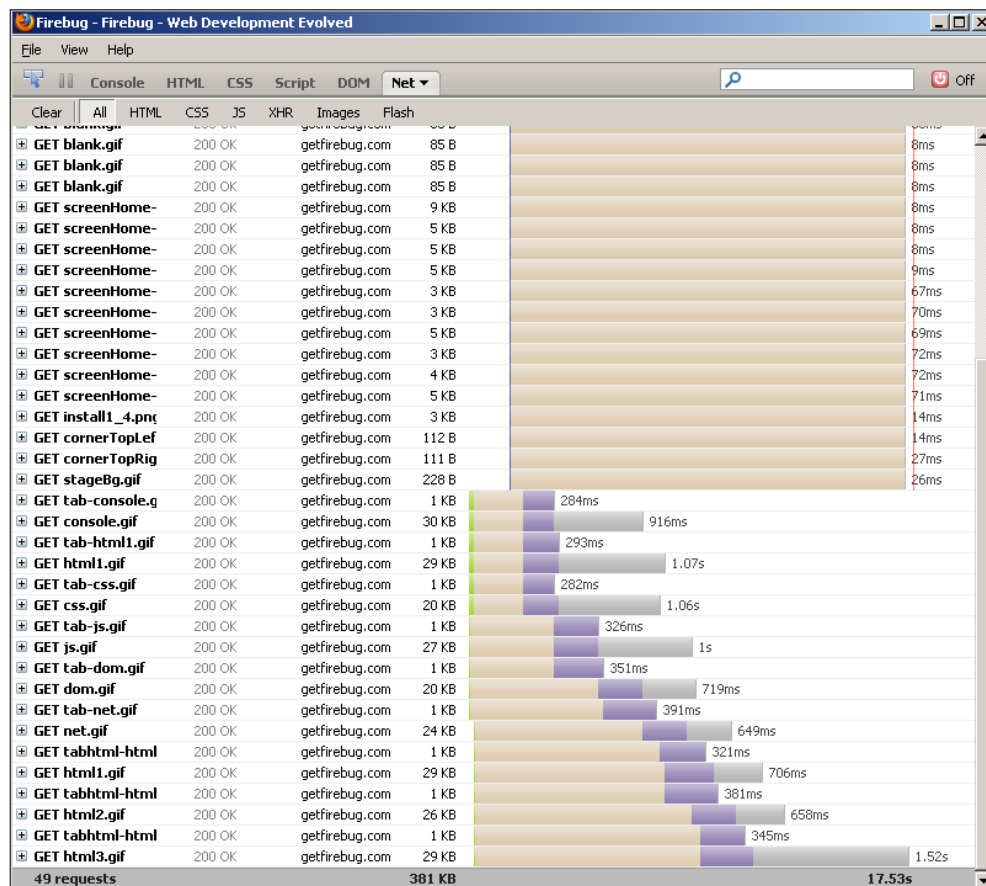 Firebug - Firebug - Web Development Evolved
File View Help
Console HTML CSS Script DOM Net Off
Clear All HTML CSS JS XHR Images Flash
GET blank.gif 200 OK getfirebug.com 85 B 8ms
GET blank.gif 200 OK getfirebug.com 85 B 8ms
GET blank.gif 200 OK getfirebug.com 85 B 8ms
GET screenHome- 200 OK getfirebug.com 9 KB 8ms
GET screenHome- 200 OK getfirebug.com 5 KB 8ms
GET screenHome- 200 OK getfirebug.com 5 KB 8ms
GET screenHome- 200 OK getfirebug.com 5 KB 9ms
GET screenHome- 200 OK getfirebug.com 3 KB 67ms
GET screenHome- 200 OK getfirebug.com 3 KB 70ms
GET screenHome- 200 OK getfirebug.com 5 KB 69ms
GET screenHome- 200 OK getfirebug.com 3 KB 72ms
GET screenHome- 200 OK getfirebug.com 4 KB 72ms
GET screenHome- 200 OK getfirebug.com 5 KB 71ms
GET install1_4.png 200 OK getfirebug.com 3 KB 14ms
GET cornerTopLef 200 OK getfirebug.com 112 B 14ms
GET cornerTopRig 200 OK getfirebug.com 111 B 27ms
GET stageBg.gif 200 OK getfirebug.com 228 B 26ms
GET tab-console.g 200 OK getfirebug.com 1 KB 284ms
GET console.gif 200 OK getfirebug.com 30 KB 916ms
GET tab-html1.gif 200 OK getfirebug.com 1 KB 293ms
GET html1.gif 200 OK getfirebug.com 29 KB 1.07s
GET tab-css.gif 200 OK getfirebug.com 1 KB 282ms
GET css.gif 200 OK getfirebug.com 20 KB 1.06s
GET tab-js.gif 200 OK getfirebug.com 1 KB 326ms
GET js.gif 200 OK getfirebug.com 27 KB 1s
GET tab-dom.gif 200 OK getfirebug.com 1 KB 351ms
GET dom.gif 200 OK getfirebug.com 20 KB 719ms
GET tab-net.gif 200 OK getfirebug.com 1 KB 391ms
GET net.gif 200 OK getfirebug.com 24 KB 649ms
GET tabhtml-html 200 OK getfirebug.com 1 KB 321ms
GET html1.gif 200 OK getfirebug.com 29 KB 706ms
GET tabhtml-html 200 OK getfirebug.com 1 KB 381ms
GET html2.gif 200 OK getfirebug.com 26 KB 658ms
GET tabhtml-html 200 OK getfirebug.com 1 KB 345ms
GET html3.gif 200 OK getfirebug.com 29 KB 1.52s
49 requests 381 KB 17.53s